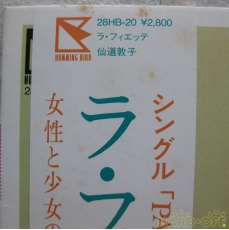 HUMMING BIRD
28HB-20 ¥2,800
ラ・フィエッテ
仙道敦子
シングル「PA
ラ・フ
女性と少女の